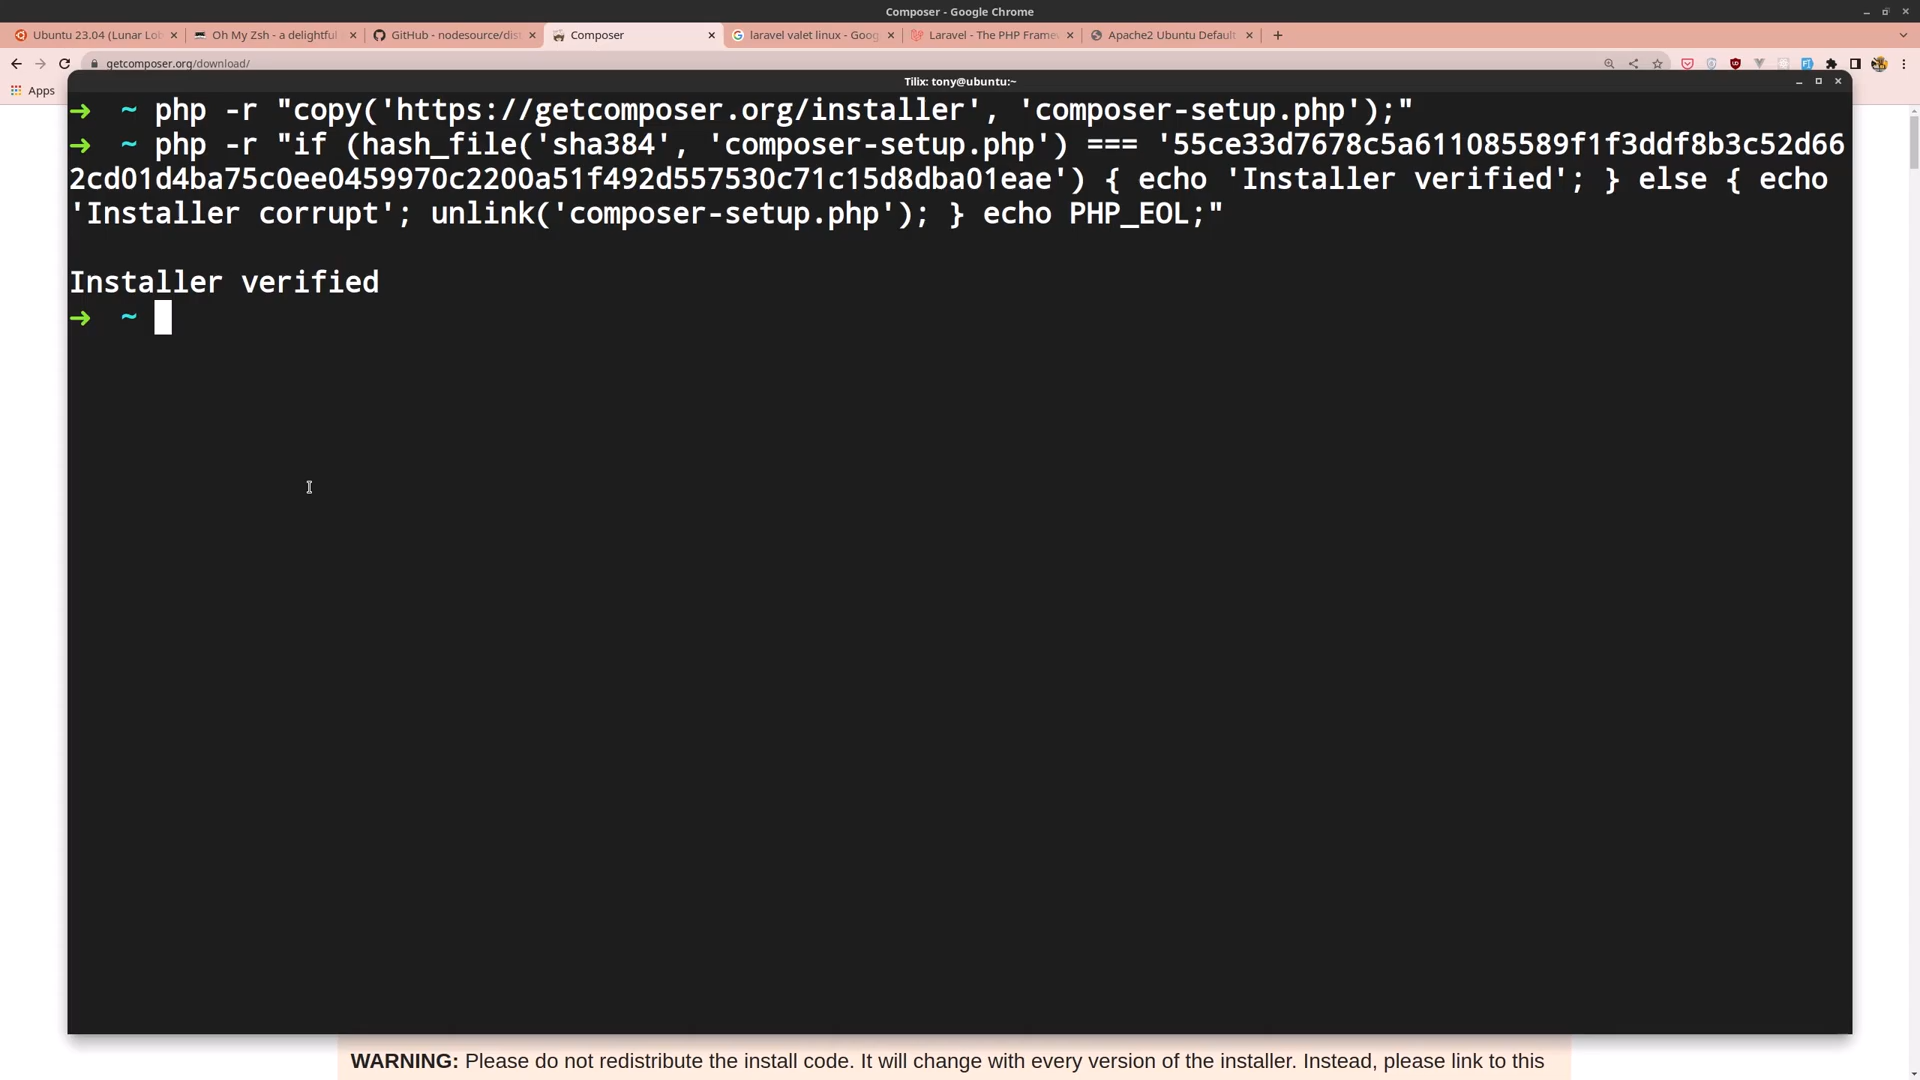 Composer - Google Chrome
Ubuntu 23.04 (Lunar Lob
Oh My Zsh - a delightful
GitHub - nodesource/dist
Composer
laravel valet linux - Goog
Laravel - The PHP Frame
Apache2 Ubuntu Default
getcomposer.org/download/
Apps
Tilix: tony@ubuntu:~
➜ ~ php -r "copy('https://getcomposer.org/installer', 'composer-setup.php');"
➜ ~ php -r "if (hash_file('sha384', 'composer-setup.php') === '55ce33d7678c5a611085589f1f3ddf8b3c52d66
2cd01d4ba75c0ee0459970c2200a51f492d557530c71c15d8dba01eae') { echo 'Installer verified'; } else { echo
'Installer corrupt'; unlink('composer-setup.php'); } echo PHP_EOL;"
Installer verified
➜ ~
WARNING: Please do not redistribute the install code. It will change with every version of the installer. Instead, please link to this